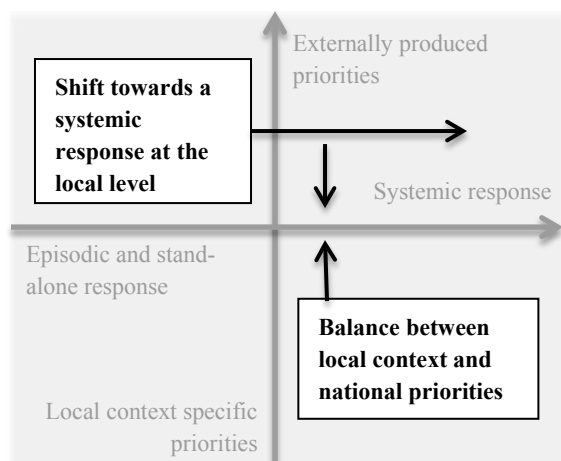 Externally produced
priorities
Shift towards a
systemic
response at the
local level
Systemic response
Episodic and stand-
alone response
Balance between
local context and
national priorities
Local context specific
priorities